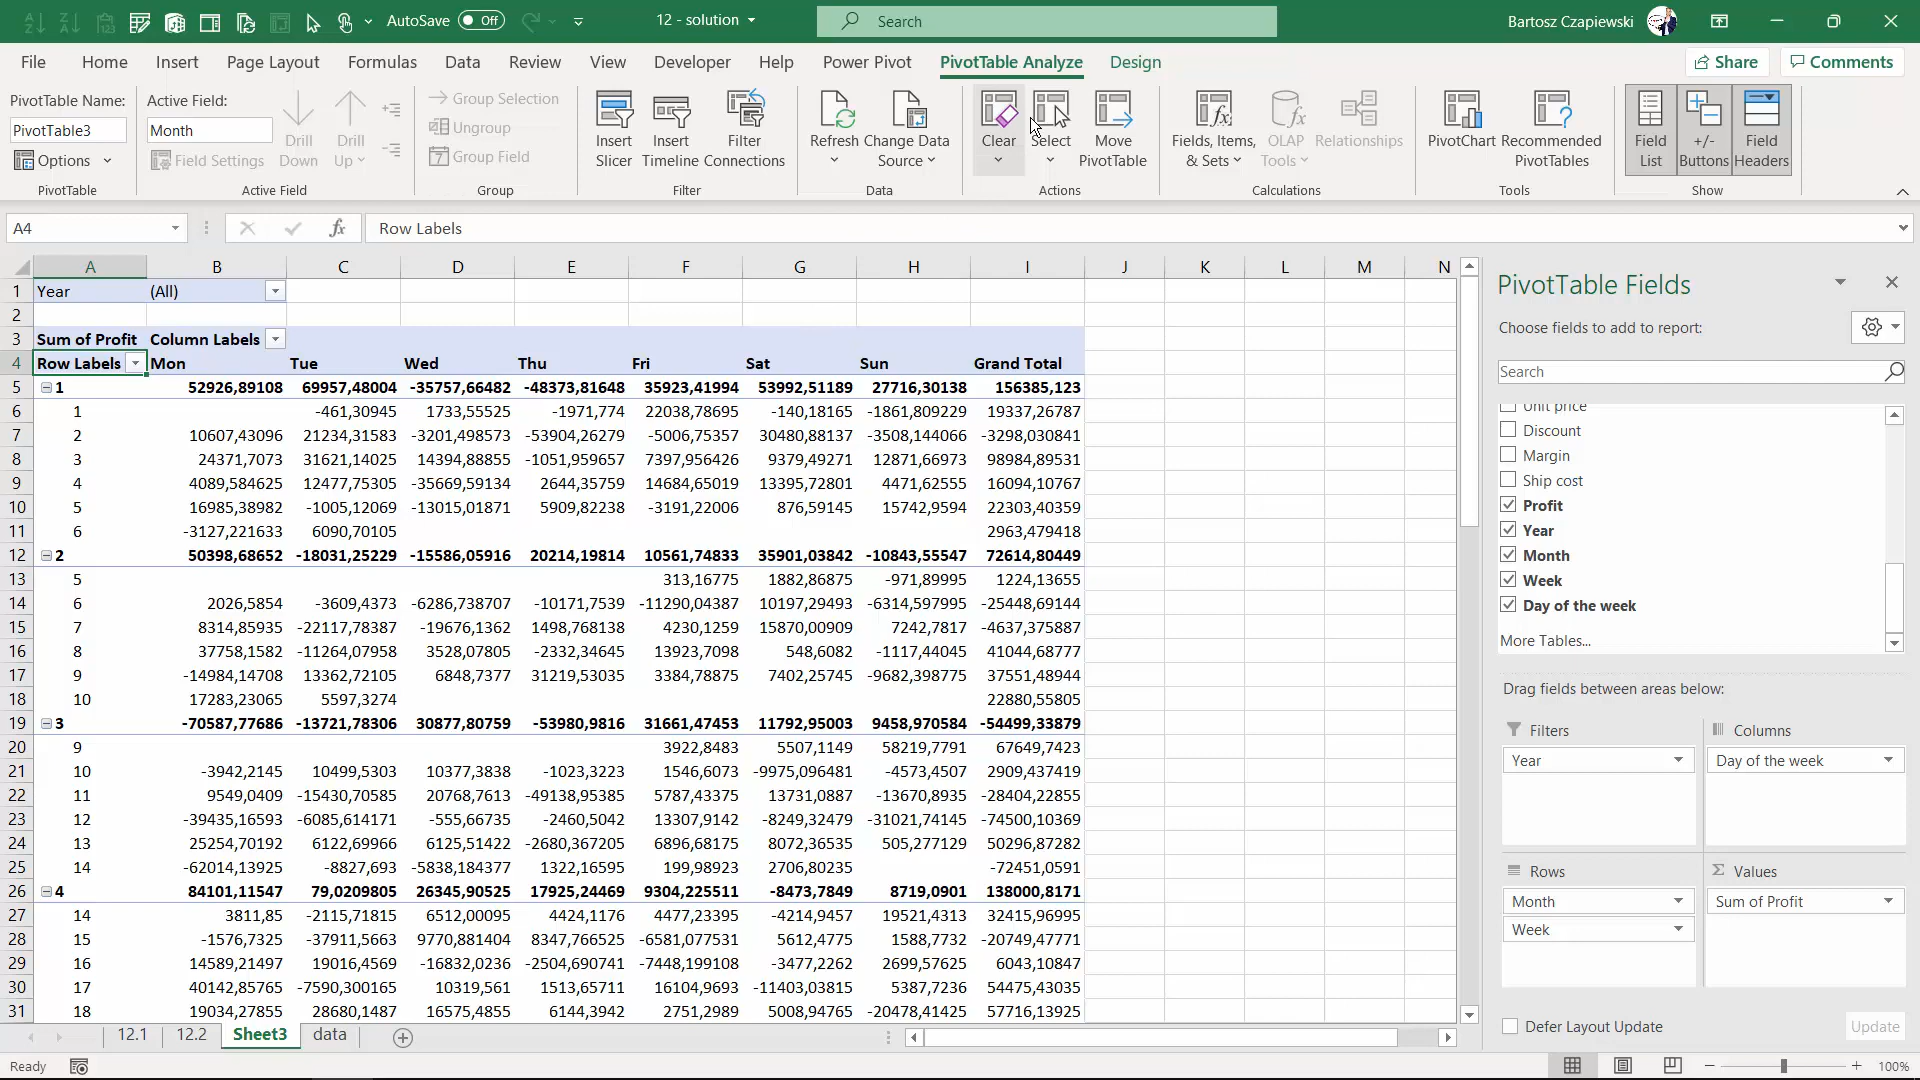 AutoSave Off 12 - solution Search Bartosz Czapiewski
File Home Insert Page Layout Formulas Data Review View Developer Help Power Pivot PivotTable Analyze Design Share Comments
PivotTable Name:
PivotTable3
Options
PivotTable
Active Field:
Month
Field Settings
Drill Down
Drill Up
Active Field
Group Selection
Ungroup
Group Field
Group
Insert Slicer
Insert Timeline
Filter Connections
Filter
Refresh
Change Data Source
Data
Clear
Select
Move PivotTable
Actions
Fields, Items, & Sets
OLAP Tools
Relationships
Calculations
PivotChart
Recommended PivotTables
Tools
Field List
+/- Buttons
Field Headers
Show
A4 fx Row Labels
A B C D E F G H I J K L M N
1 Year (All)
2
3 Sum of Profit Column Labels
4 Row Labels Mon Tue Wed Thu Fri Sat Sun Grand Total
5 1 52926,89108 69957,48004 -35757,66482 -48373,81648 35923,41994 53992,51189 27716,30138 156385,123
6 1 -461,30945 1733,55525 -1971,774 22038,78695 -140,18165 -1861,809229 19337,26787
7 2 10607,43096 21234,31583 -3201,498573 -53904,26279 -5006,75357 30480,88137 -3508,144066 -3298,030841
8 3 24371,7073 31621,14025 14394,88855 -1051,959657 7397,956426 9379,49271 12871,66973 98984,89531
9 4 4089,584625 12477,75305 -35669,59134 2644,35759 14684,65019 13395,72801 4471,62555 16094,10767
10 5 16985,38982 -1005,12069 -13015,01871 5909,82238 -3191,22006 876,59145 15742,9594 22303,40359
11 6 -3127,221633 6090,70105 2963,479418
12 2 50398,68652 -18031,25229 -15586,05916 20214,19814 10561,74833 35901,03842 -10843,55547 72614,80449
13 5 313,16775 1882,86875 -971,89995 1224,13655
14 6 2026,5854 -3609,4373 -6286,738707 -10171,7539 -11290,04387 10197,29493 -6314,597995 -25448,69144
15 7 8314,85935 -22117,78387 -19676,1362 1498,768138 4230,1259 15870,00909 7242,7817 -4637,375887
16 8 37758,1582 -11264,07958 3528,07805 -2332,34645 13923,7098 548,6082 -1117,44045 41044,68777
17 9 -14984,14708 13362,72105 6848,7377 31219,53035 3384,78875 7402,25745 -9682,398775 37551,48944
18 10 17283,23065 5597,3274 22880,55805
19 3 -70587,77686 -13721,78306 30877,80759 -53980,9816 31661,47453 11792,95003 9458,970584 -54499,33879
20 9 3922,8483 5507,1149 58219,7791 67649,7423
21 10 -3942,2145 10499,5303 10377,3838 -1023,3223 1546,6073 -9975,096481 -4573,4507 2909,437419
22 11 9549,0409 -15430,70585 20768,7613 -49138,95385 5787,43375 13731,0887 -13670,8935 -28404,22855
23 12 -39435,16593 -6085,614171 -555,66735 -2460,5042 13307,9142 -8249,32479 -31021,74145 -74500,10369
24 13 25254,70192 6122,69966 6125,51422 -2680,367205 6896,68175 8072,36535 505,277129 50296,87282
25 14 -62014,13925 -8827,693 -5838,184377 1322,16595 199,98923 2706,80235 -72451,0591
26 4 84101,11547 79,0209805 26345,90525 17925,24469 9304,225511 -8473,7849 8719,0901 138000,8171
27 14 3811,85 -2115,71815 6512,00095 4424,1176 4477,23395 -4214,9457 19521,4313 32415,96995
28 15 -1576,7325 -37911,5663 9770,881404 8347,766525 -6581,077531 5612,4775 1588,7732 -20749,47771
29 16 14589,21497 19016,4569 -16832,0236 -2504,690741 -7448,199108 -3477,2262 2699,57625 6043,10847
30 17 40142,85765 -7590,300165 10319,561 1513,65711 16104,9693 -11403,03815 5387,7236 54475,43035
31 18 19034,27855 28680,1487 16575,4855 6144,3942 2751,2989 5008,94765 -20478,41425 57716,13925
12.1 12.2 Sheet3 data
Ready 100%
PivotTable Fields
Choose fields to add to report:
Search
Unit price
Discount
Margin
Ship cost
Profit
Year
Month
Week
Day of the week
More Tables...
Drag fields between areas below:
Filters
Year
Columns
Day of the week
Rows
Month
Week
Σ Values
Sum of Profit
Defer Layout Update Update